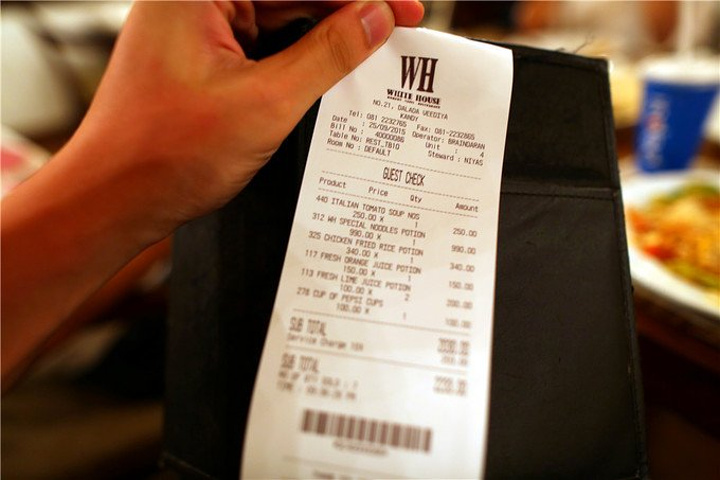 WH
WHITE HOUSE
NO.21, DALADA VEEDIYA
KANDY
Tel: 081 2232765 Fax: 081-2232805
Date : 25/09/2015 Operator: BRAINDARAN
Bill No : 40000086 Unit : 4
Table No: REST_TB10 Steward : NIYAS
Room No : DEFAULT
GUEST CHECK
Product Price Qty Amount
440 ITALIAN TOMATO SOUP NOS
250.00 X 1 250.00
312 WH SPECIAL NOODLES POTION
990.00 X 1 990.00
325 CHICKEN FRIED RICE POTION
340.00 X 1 340.00
117 FRESH ORANGE JUICE POTION
150.00 X 1 150.00
113 FRESH LIME JUICE POTION
100.00 X 2 200.00
278 CUP OF PEPSI CUPS
100.00 X 1 100.00
SUB TOTAL
Service Charge
SUB TOTAL